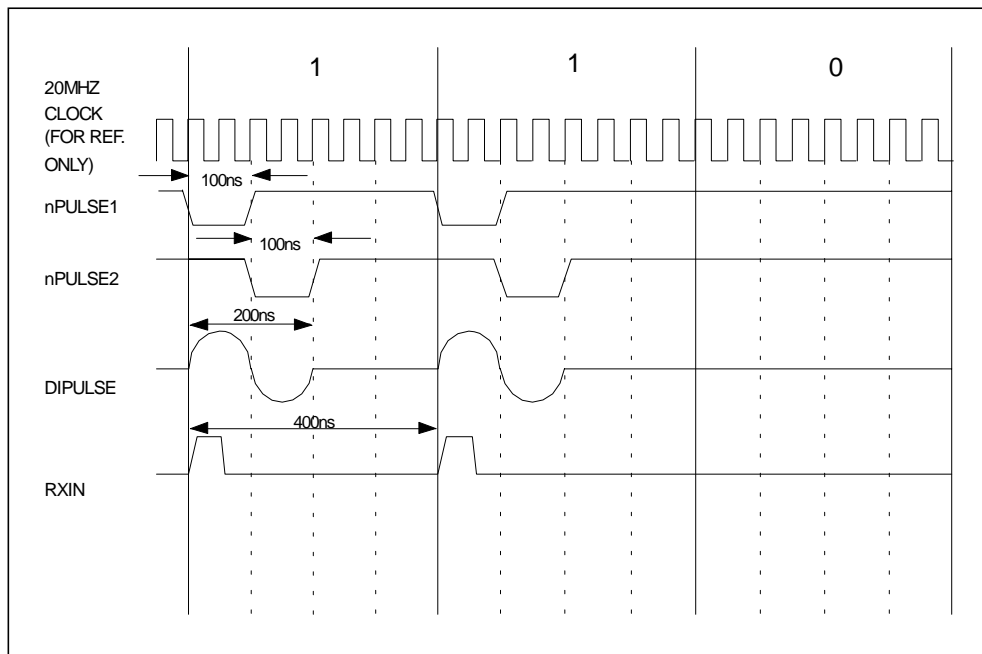 1 1 0
20MHZ
CLOCK
(FOR REF.
ONLY)
100ns
nPULSE1
100ns
nPULSE2
200ns
DIPULSE
400ns
RXIN